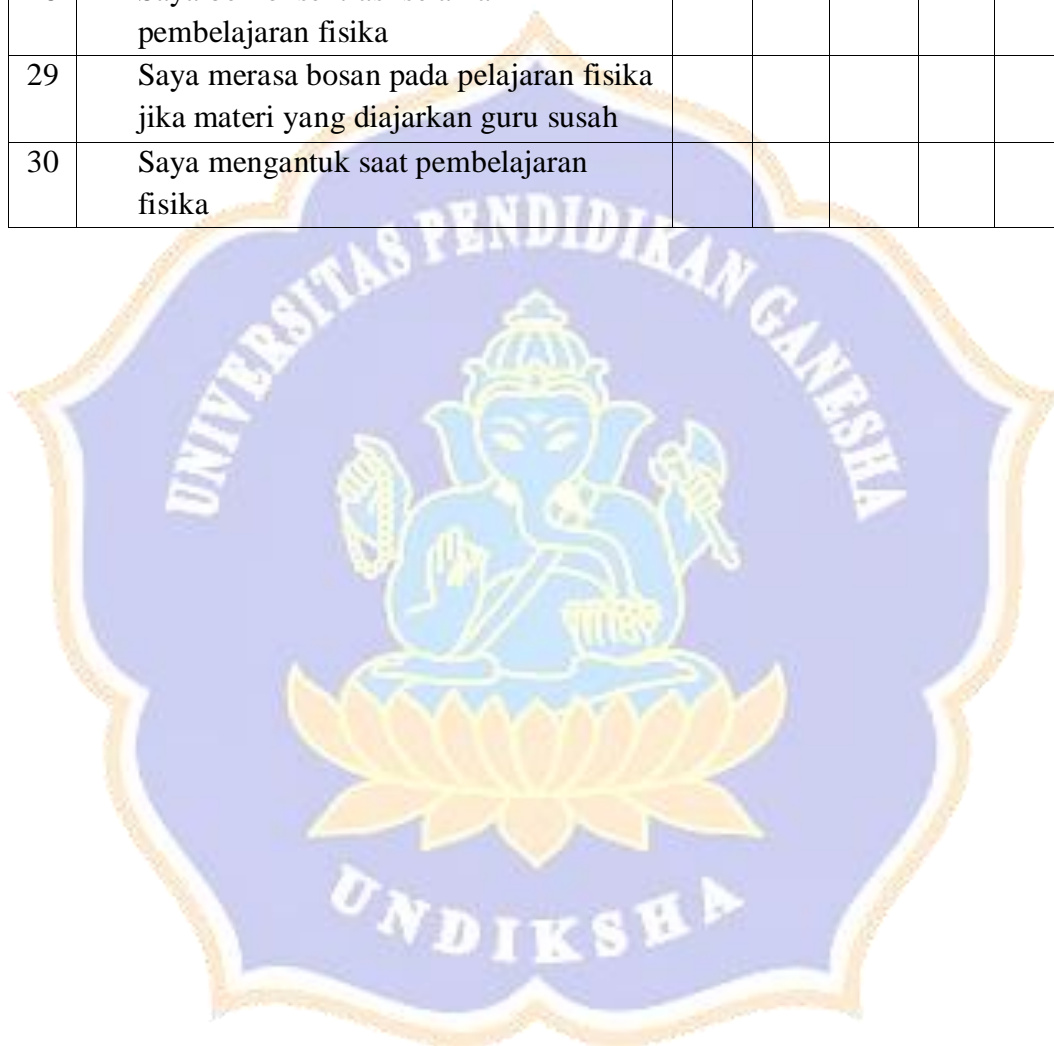 pembelajaran fisika
29 Saya merasa bosan pada pelajaran fisika
jika materi yang diajarkan guru susah
30 Saya mengantuk saat pembelajaran
fisika
UNIVERSITAS PENDIDIKAN GANESHA
UNDIKSHA